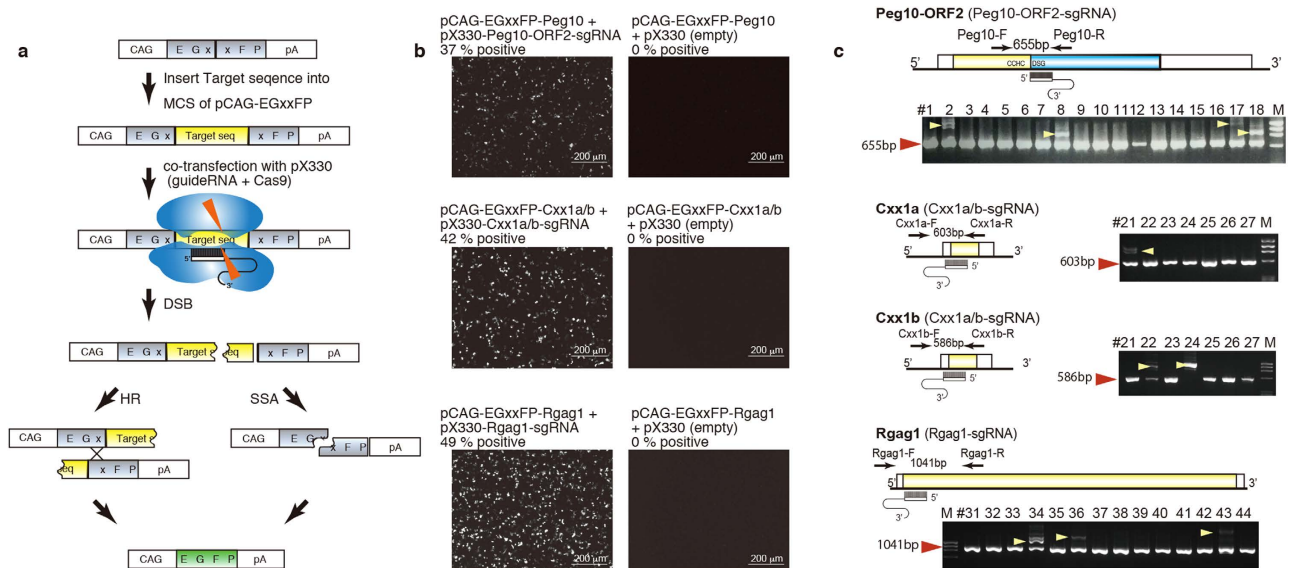 a
CAG E G x x F P pA
Insert Target seqence into
MCS of pCAG-EGxxFP
CAG E G x Target seq x F P pA
co-transfection with pX330
(guideRNA + Cas9)
CAG E G x Target seq x F P pA
5'
3'
DSB
CAG E G x Target s eq x F P pA
HR SSA
CAG E G x Target s
eq x F P pA
CAG E G
x F P pA
CAG E G F P pA
b
pCAG-EGxxFP-Peg10 +
pX330-Peg10-ORF2-sgRNA
37 % positive
200 μm
pCAG-EGxxFP-Peg10
+ pX330 (empty)
0 % positive
200 μm
pCAG-EGxxFP-Cxx1a/b +
pX330-Cxx1a/b-sgRNA
42 % positive
200 μm
pCAG-EGxxFP-Cxx1a/b
+ pX330 (empty)
0 % positive
200 μm
pCAG-EGxxFP-Rgag1 +
pX330-Rgag1-sgRNA
49 % positive
200 μm
pCAG-EGxxFP-Rgag1
+ pX330 (empty)
0 % positive
200 μm
c
Peg10-ORF2 (Peg10-ORF2-sgRNA)
Peg10-F 655bp Peg10-R
5' CCHC DSG 3'
5'
3'
#1 2 3 4 5 6 7 8 9 10 11 12 13 14 15 16 17 18 M
655bp
Cxx1a (Cxx1a/b-sgRNA)
Cxx1a-F 603bp Cxx1a-R
5' 3'
5'
3'
#21 22 23 24 25 26 27 M
603bp
Cxx1b (Cxx1a/b-sgRNA)
Cxx1b-F 586bp Cxx1b-R
5' 3'
5'
3'
#21 22 23 24 25 26 27 M
586bp
Rgag1 (Rgag1-sgRNA)
Rgag1-F 1041bp Rgag1-R
5' 3'
5'
3'
M #31 32 33 34 35 36 37 38 39 40 41 42 43 44
1041bp